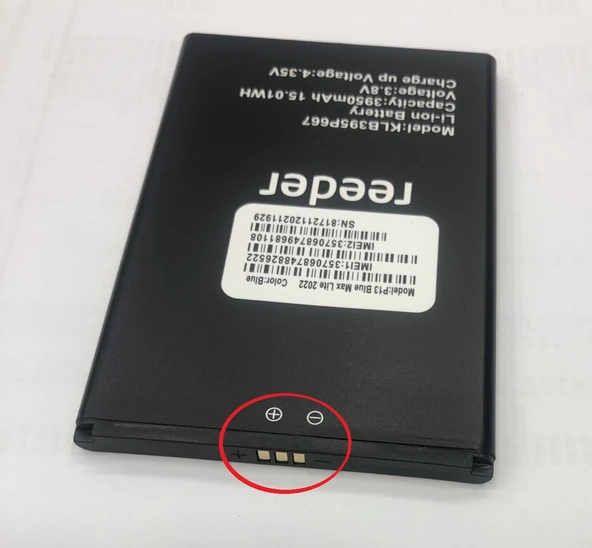 − +
Model:P13 Blue Max Lite 2022 Color:Blue
IMEI1:357068748826522
IMEI2:357068749681108
SN:81721120211929
reeder
Model:KLB395P667
Li-ion Battery
Capacity:3950mAh 15.01WH
Voltage:3.8V
Charge up Voltage:4.35V